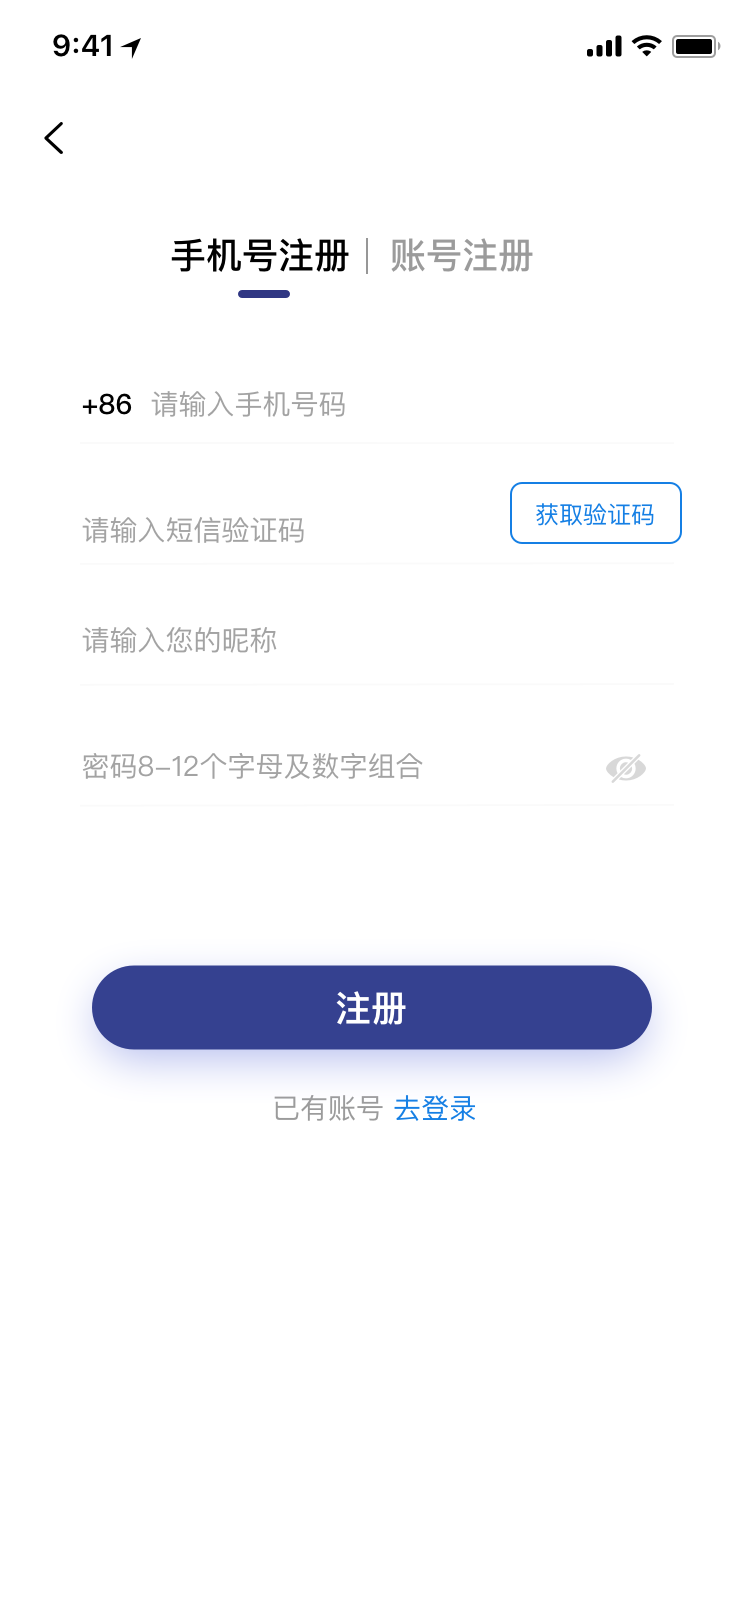 9:41
手机号注册 账号注册
+86 请输入手机号码
请输入短信验证码 获取验证码
请输入您的昵称
密码8-12个字母及数字组合
注册
已有账号 去登录